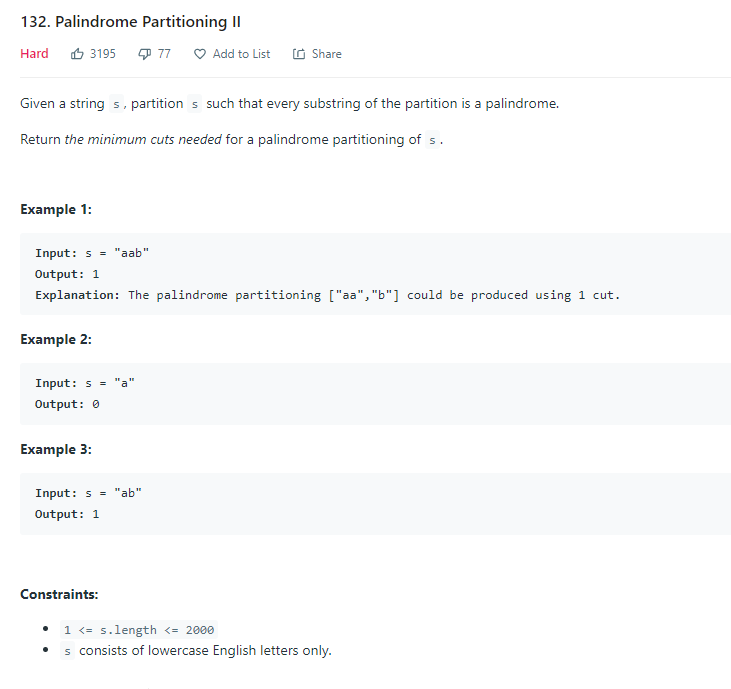 132. Palindrome Partitioning II
Hard 3195 77 Add to List Share
Given a string s, partition s such that every substring of the partition is a palindrome.
Return the minimum cuts needed for a palindrome partitioning of s.
Example 1:
Input: s = "aab"
Output: 1
Explanation: The palindrome partitioning ["aa","b"] could be produced using 1 cut.
Example 2:
Input: s = "a"
Output: 0
Example 3:
Input: s = "ab"
Output: 1
Constraints:
• 1 <= s.length <= 2000
• s consists of lowercase English letters only.